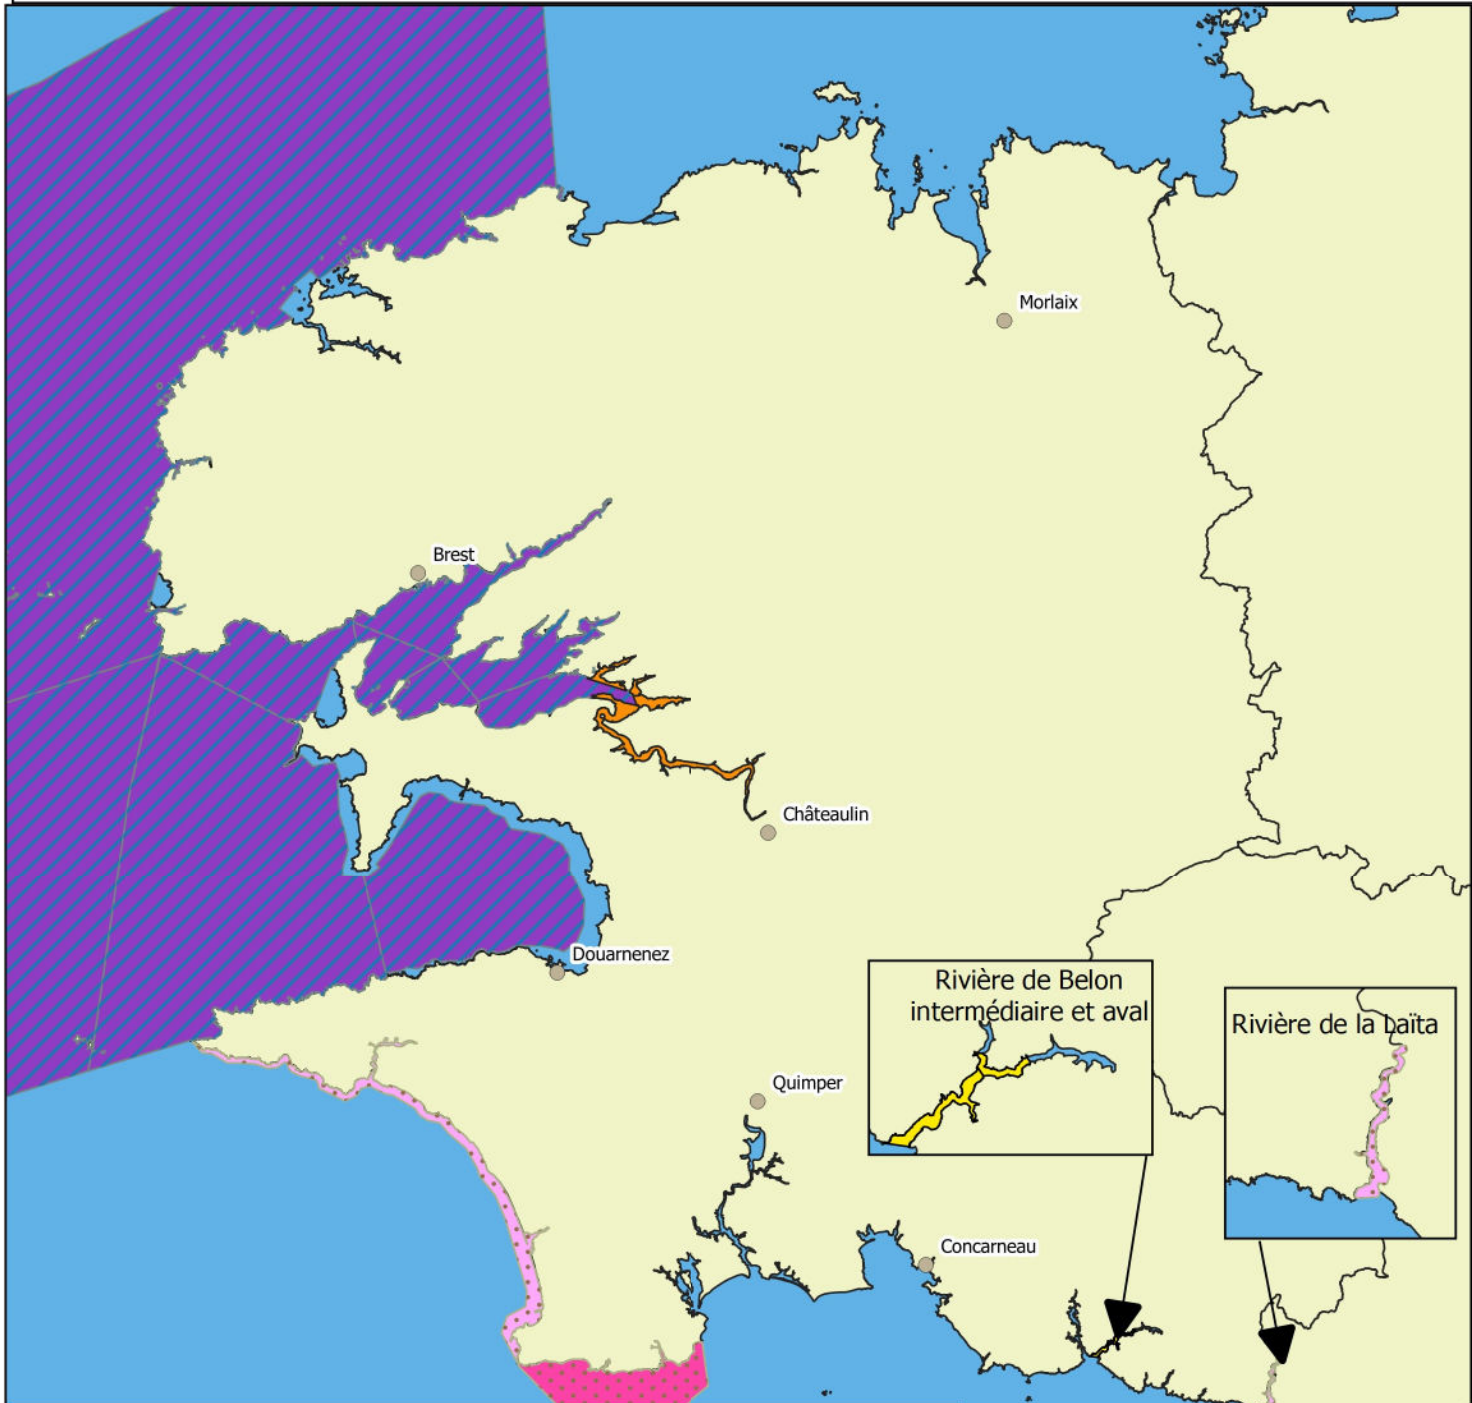 Morlaix
Brest
Châteaulin
Douarnenez
Rivière de Belon
intermédiaire et aval
Rivière de la Laïta
Quimper
Concarneau